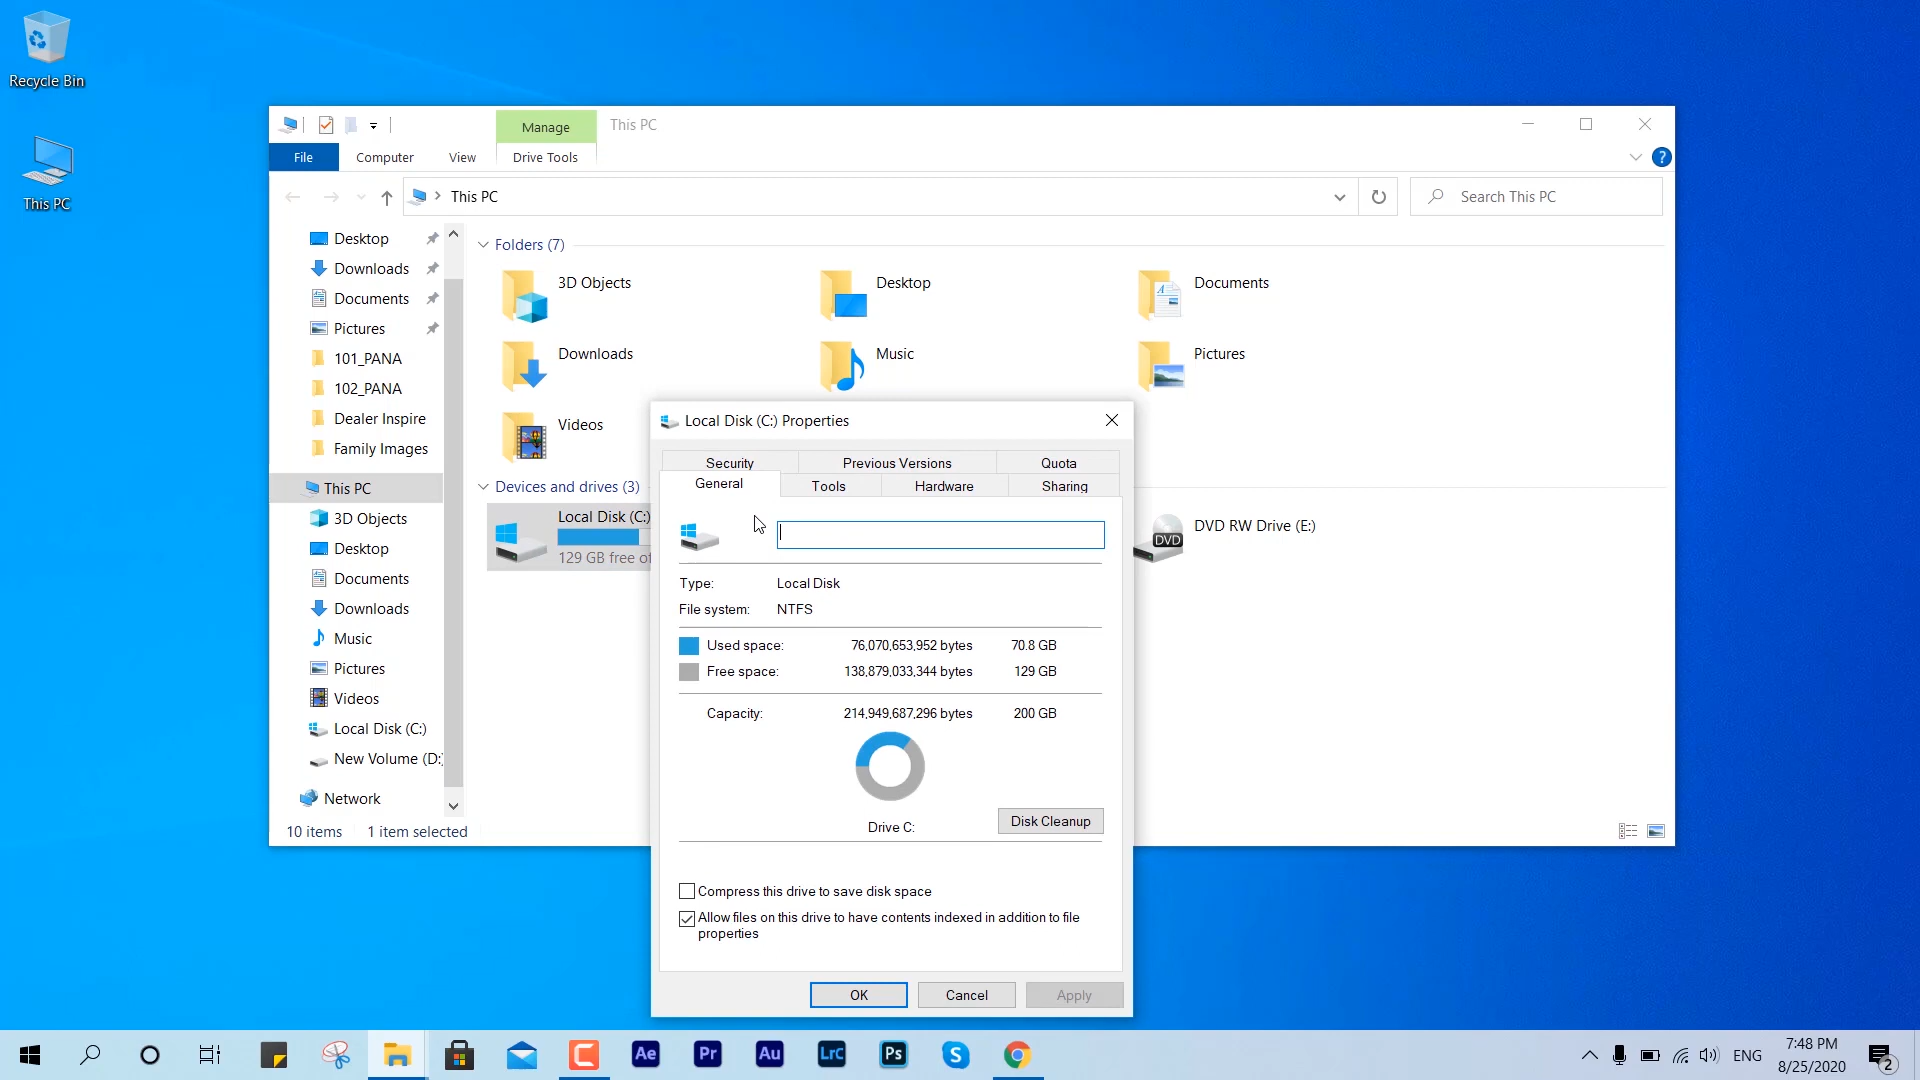 Recycle Bin
This PC
Manage
This PC
File
Computer
View
Drive Tools
This PC
Search This PC
Desktop
Downloads
Documents
Pictures
101_PANA
102_PANA
Dealer Inspire
Family Images
This PC
3D Objects
Desktop
Documents
Downloads
Music
Pictures
Videos
Local Disk (C:)
New Volume (D:)
Network
10 items 1 item selected
Folders (7)
3D Objects
Desktop
Documents
Downloads
Music
Pictures
Videos
Devices and drives (3)
Local Disk (C:)
129 GB free of
DVD RW Drive (E:)
DVD
Local Disk (C:) Properties
Security
Previous Versions
Quota
General
Tools
Hardware
Sharing
Type: Local Disk
File system: NTFS
Used space: 76,070,653,952 bytes 70.8 GB
Free space: 138,879,033,344 bytes 129 GB
Capacity: 214,949,687,296 bytes 200 GB
Drive C:
Disk Cleanup
Compress this drive to save disk space
Allow files on this drive to have contents indexed in addition to file
properties
OK
Cancel
Apply
Ae
Pr
Au
LrC
Ps
ENG
7:48 PM
8/25/2020
2